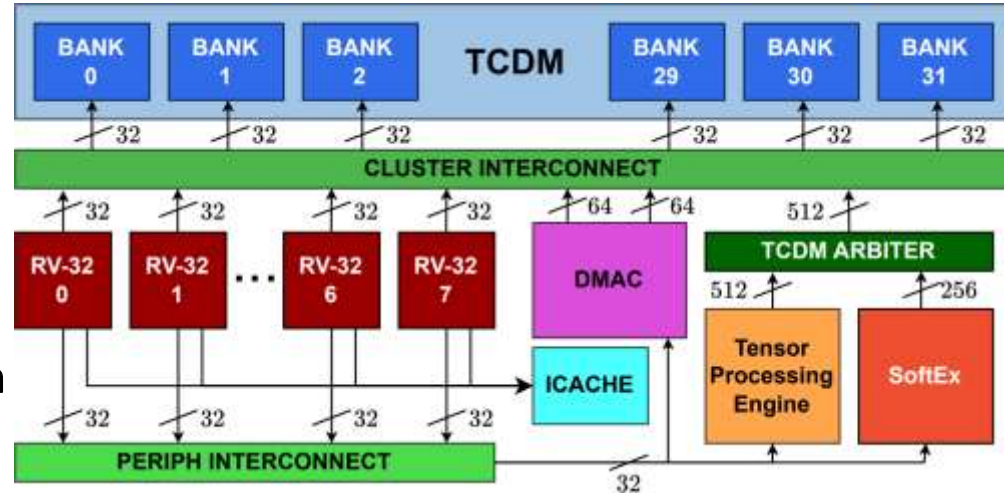 BANK BANK BANK TCDM BANK BANK BANK
0 1 2 29 30 31
32 32 32 32 32 32
CLUSTER INTERCONNECT
32 32 32 32 64 64 512
RV-32 RV-32 ... RV-32 RV-32 DMAC TCDM ARBITER
0 1 6 7
512 256
Tensor
Processing
Engine
SoftEx
ICACHE
n
32 32 32 32
PERIPH INTERCONNECT
32